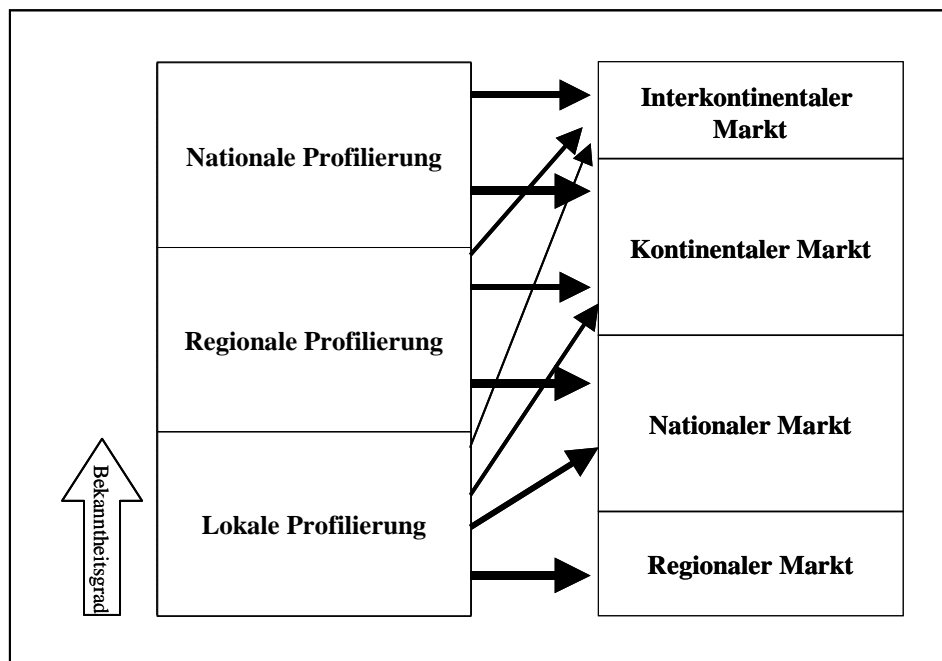 Nationale Profilierung
Regionale Profilierung
Lokale Profilierung
Bekanntheitsgrad
Interkontinentaler
Markt
Kontinentaler Markt
Nationaler Markt
Regionaler Markt